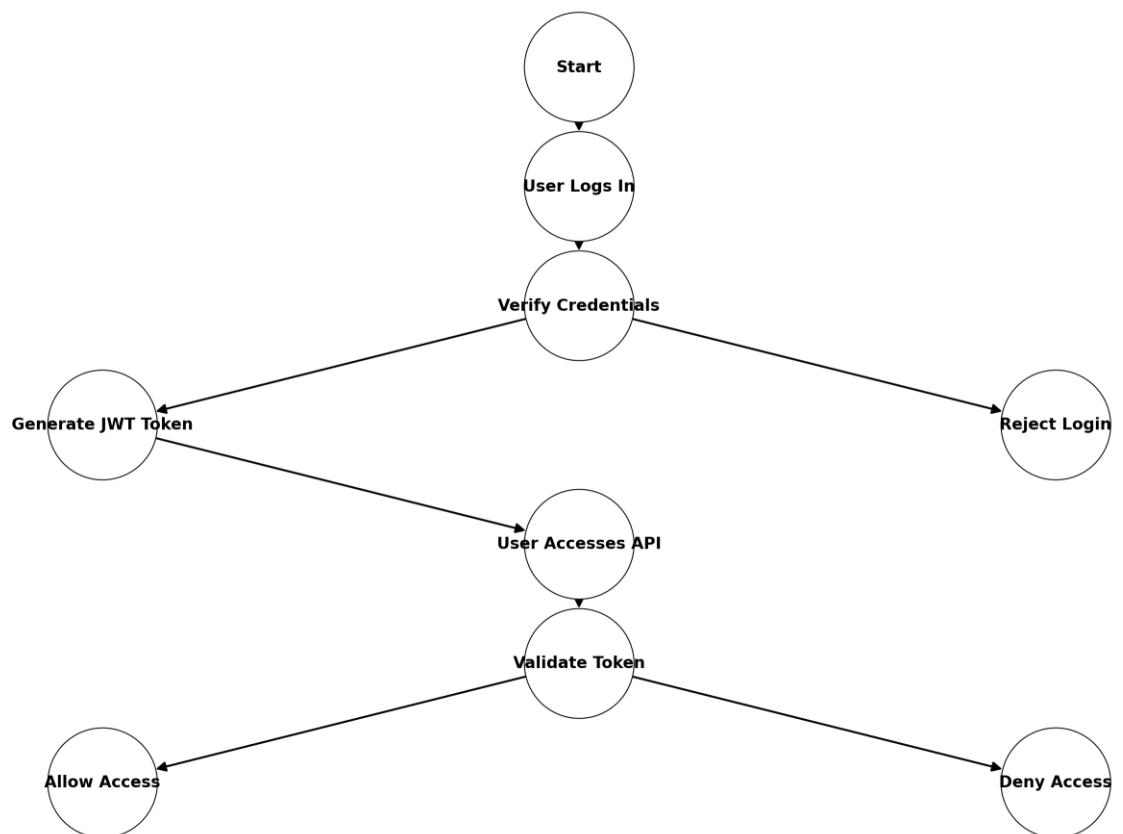 Start
User Logs In
Verify Credentials
Generate JWT Token
Reject Login
User Accesses API
Validate Token
Allow Access
Deny Access